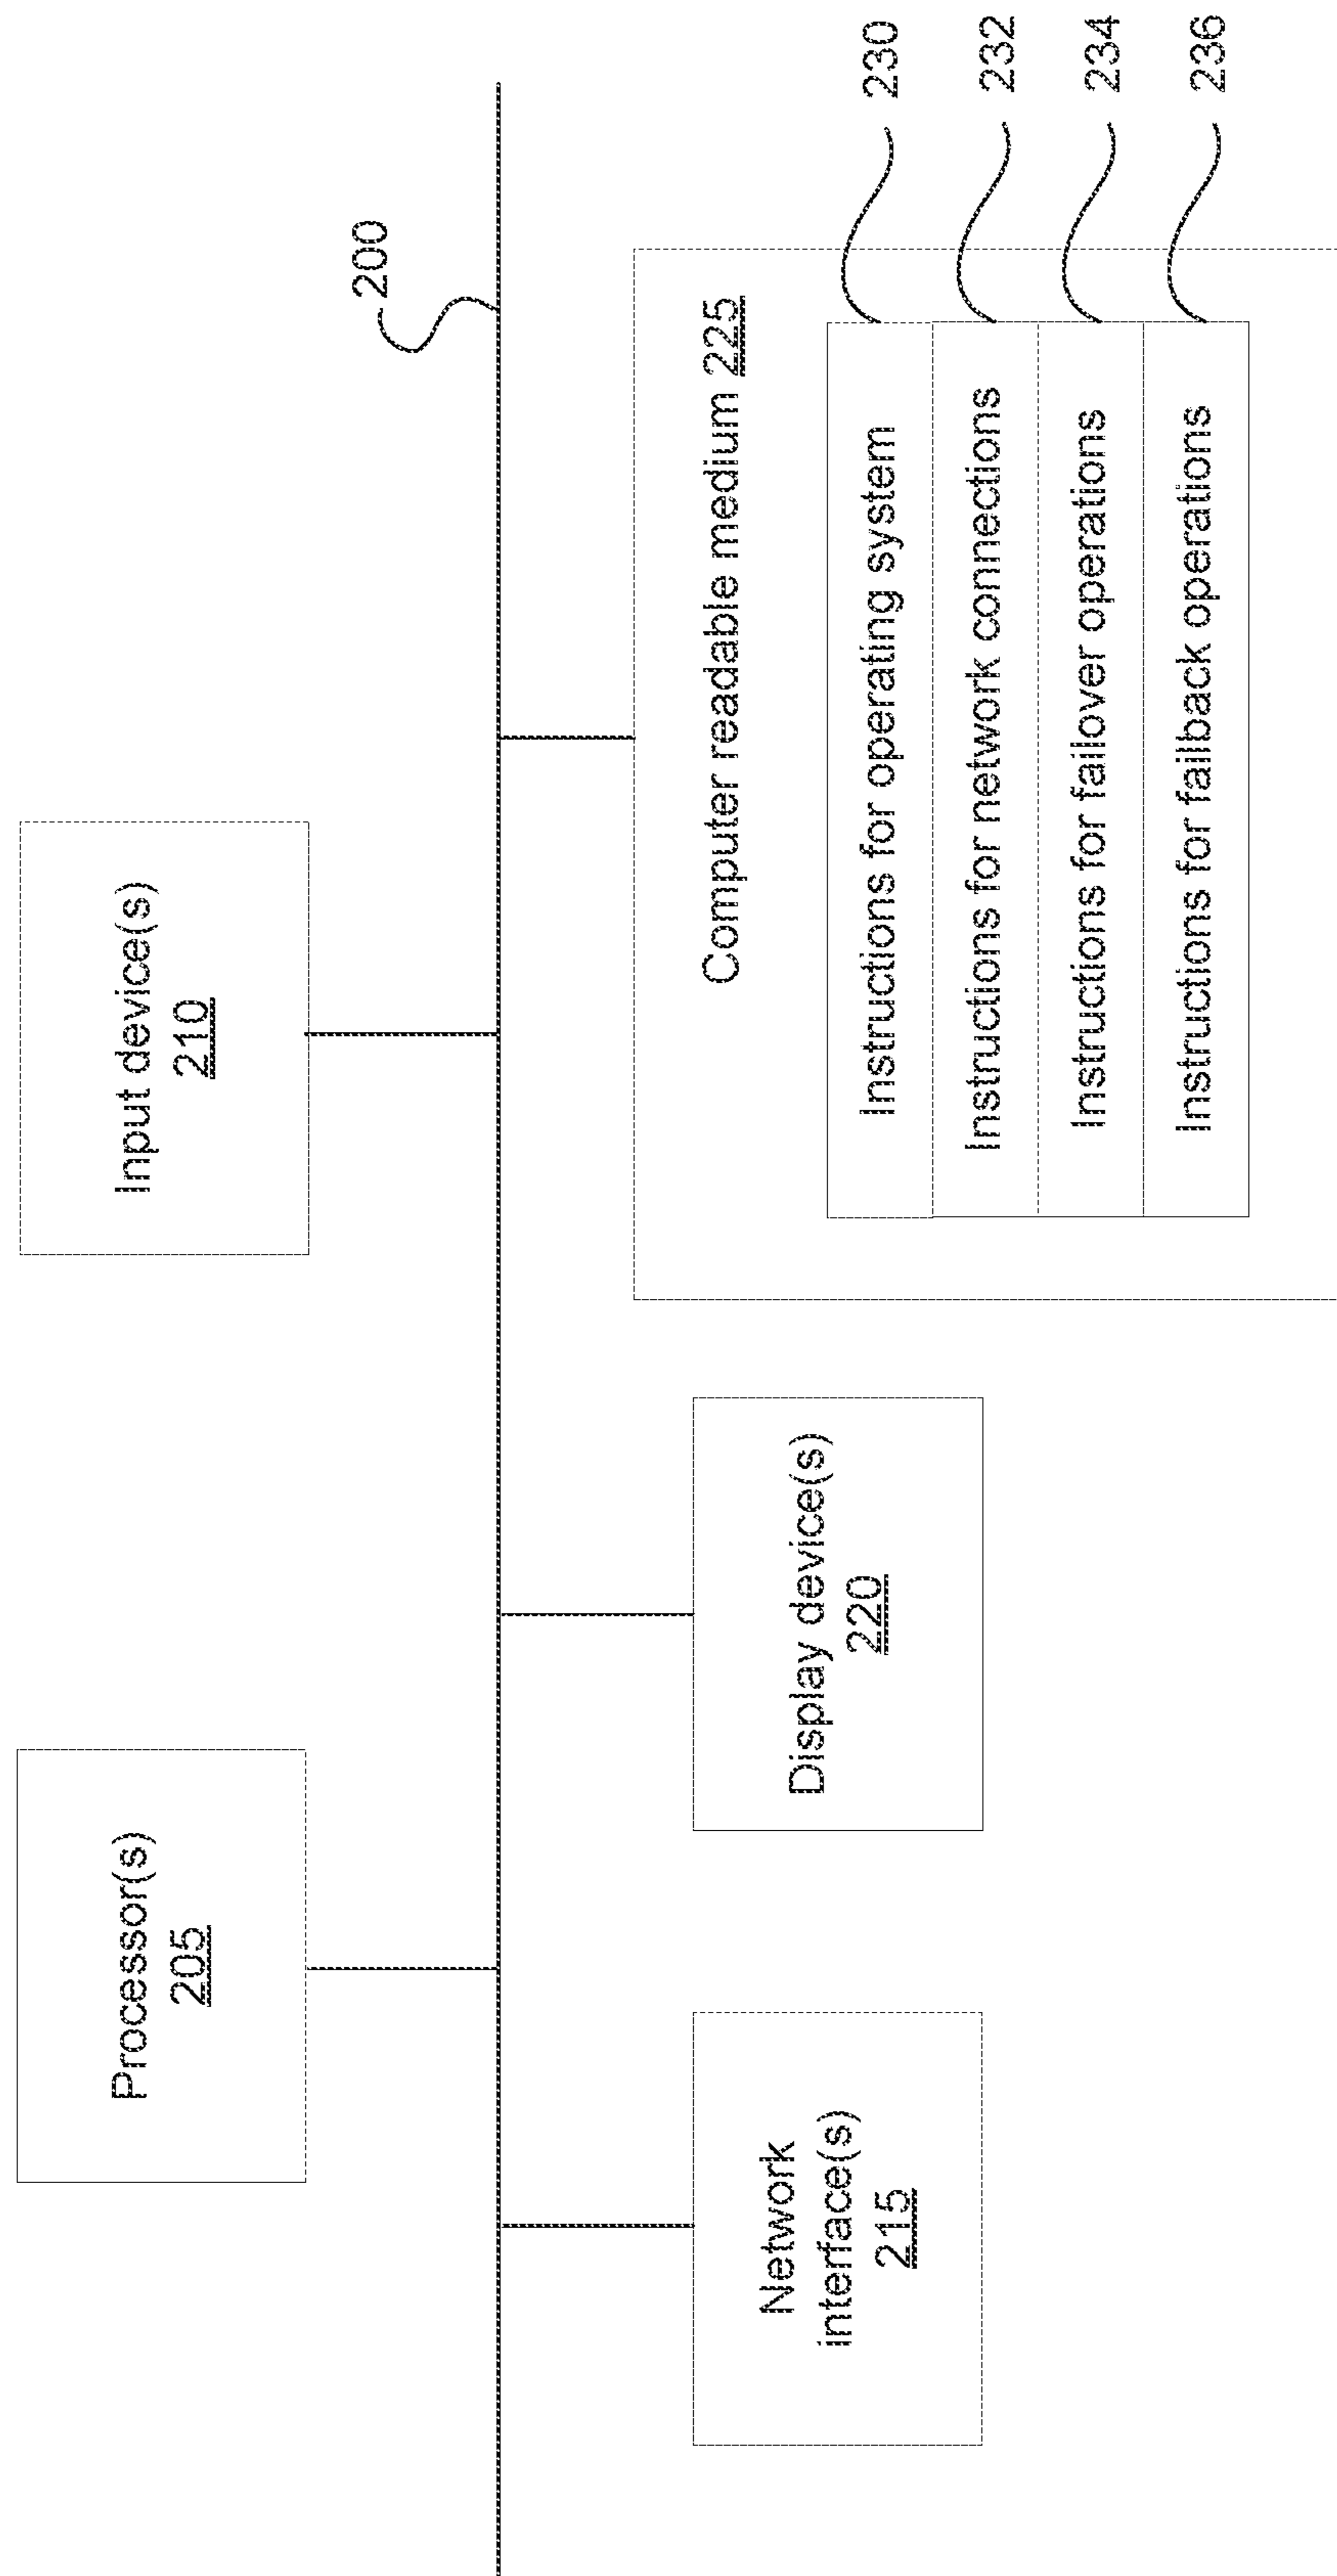 Processor(s)
205
Input device(s)
210
200
Network
interface(s)
215
Display device(s)
220
Computer readable medium 225
Instructions for operating system
230
Instructions for network connections
232
Instructions for failover operations
234
Instructions for failback operations
236